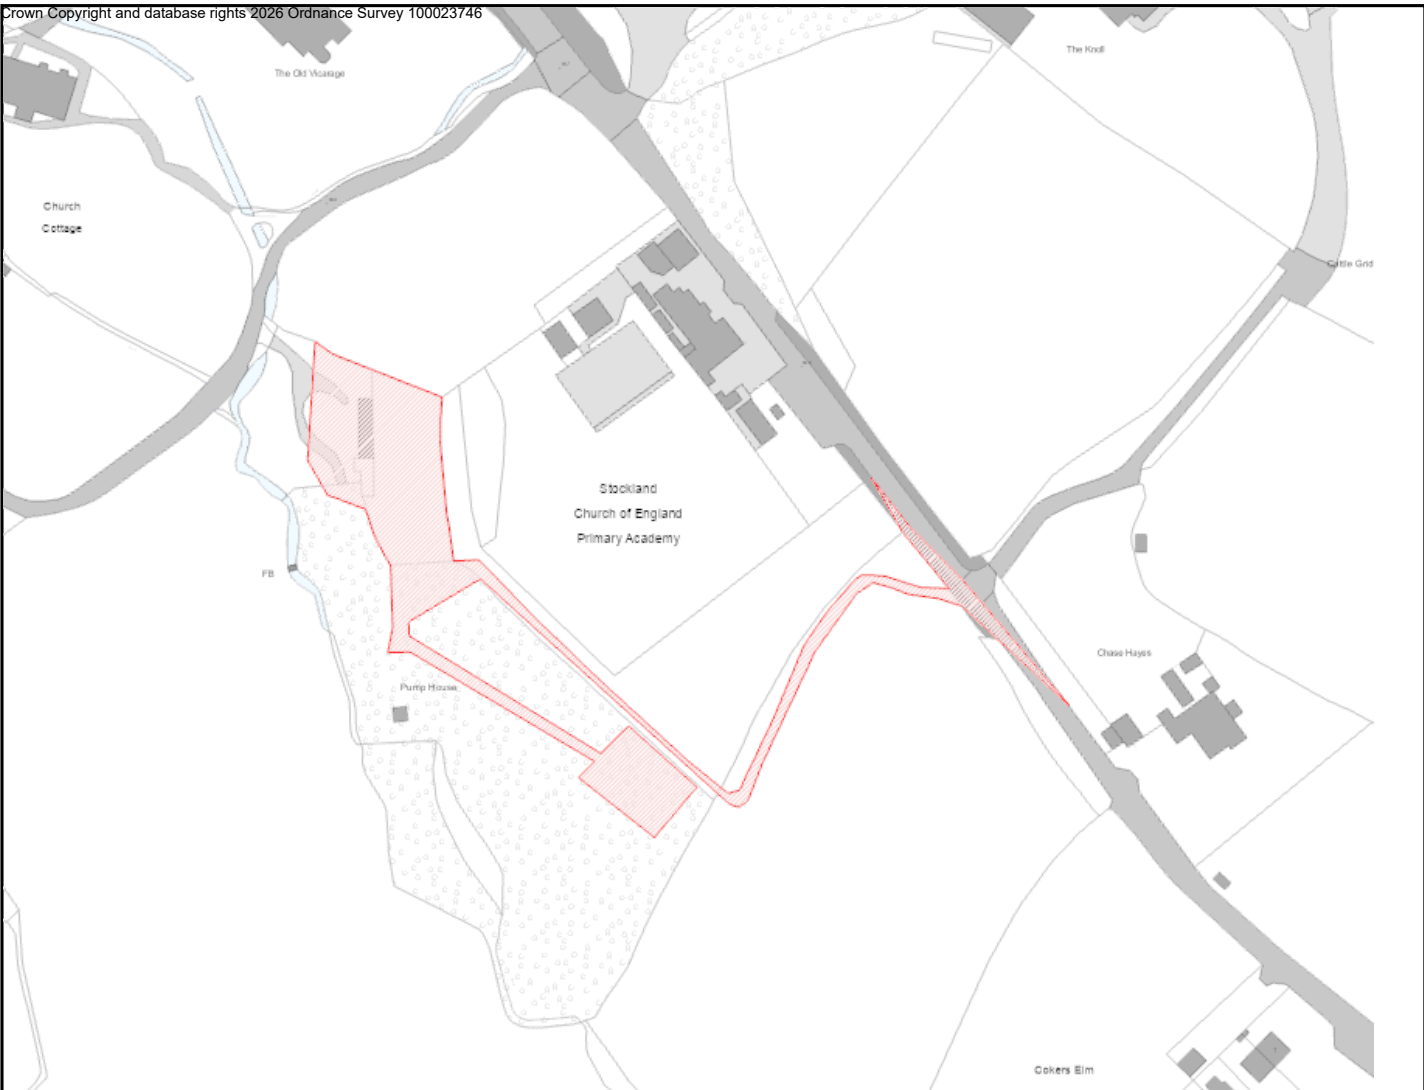 Crown Copyright and database rights 2026 Ordnance Survey 100023746
The Old Vicarage
The Knoll
Church
Cottage
Cattle Grid
Stockland
Church of England
Primary Academy
FB
Chase Hayes
Pump House
Cokers Elm